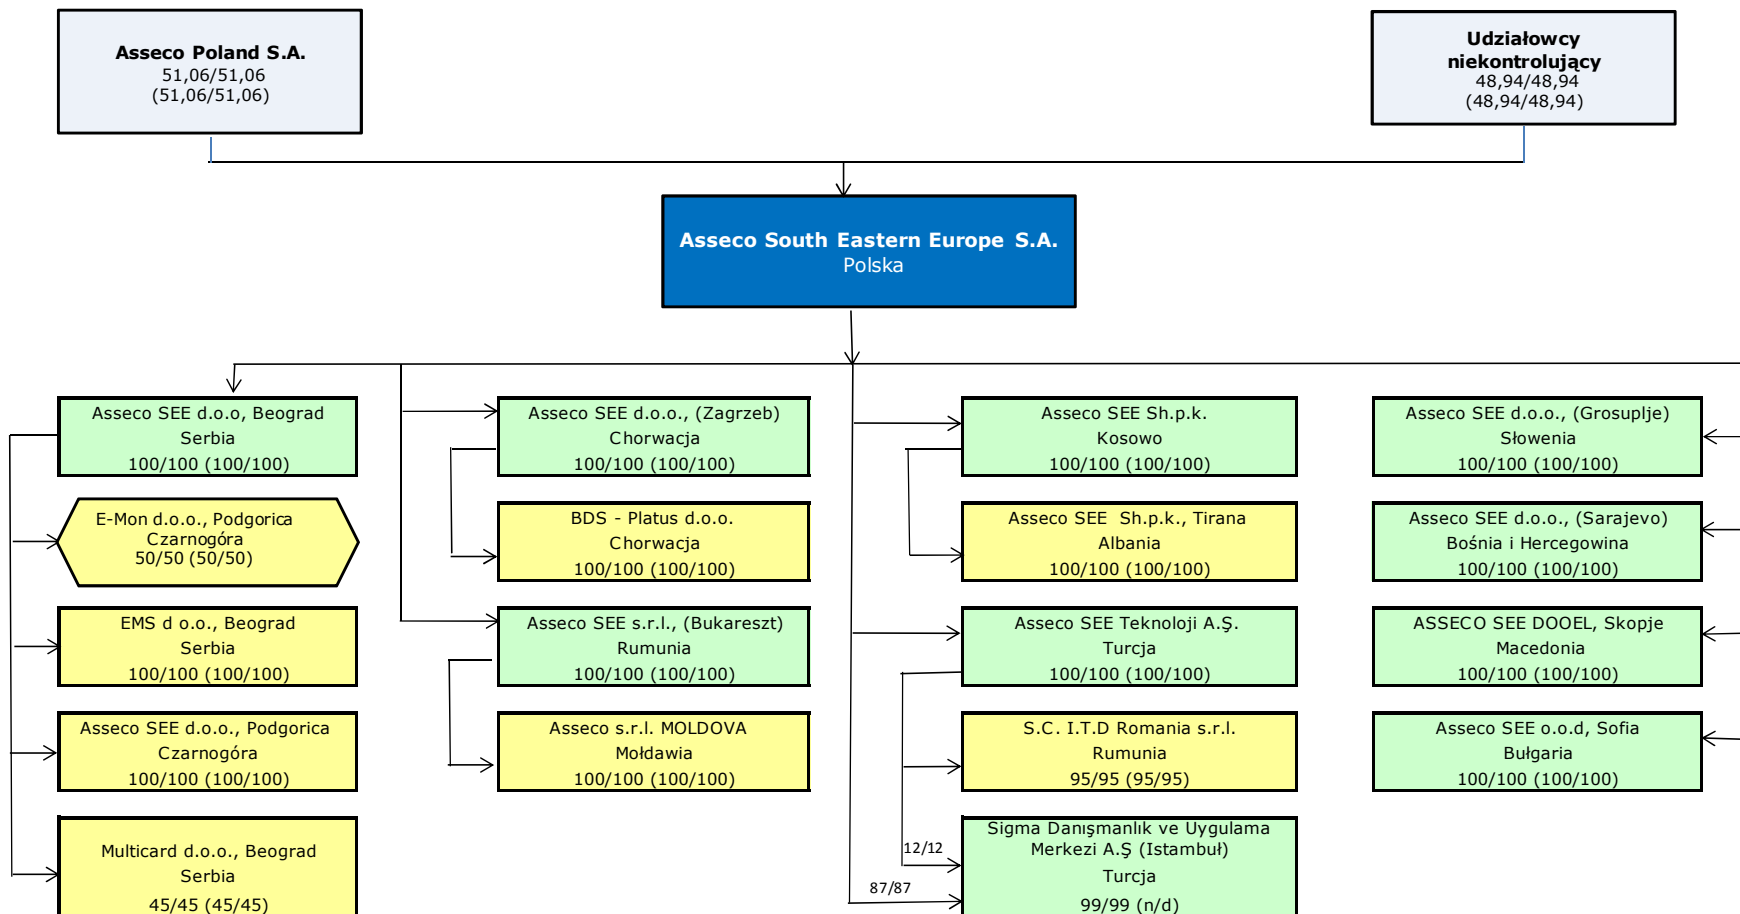 Asseco Poland S.A.
51,06/51,06
(51,06/51,06)
Udziałowcy
niekontrolujący
48,94/48,94
(48,94/48,94)
Asseco South Eastern Europe S.A.
Polska
Asseco SEE d.o.o, Beograd
Serbia
100/100 (100/100)
E-Mon d.o.o., Podgorica
Czarnogóra
50/50 (50/50)
EMS d o.o., Beograd
Serbia
100/100 (100/100)
Asseco SEE d.o.o., Podgorica
Czarnogóra
100/100 (100/100)
Multicard d.o.o., Beograd
Serbia
45/45 (45/45)
Asseco SEE d.o.o., (Zagrzeb)
Chorwacja
100/100 (100/100)
BDS - Platus d.o.o.
Chorwacja
100/100 (100/100)
Asseco SEE s.r.l., (Bukareszt)
Rumunia
100/100 (100/100)
Asseco s.r.l. MOLDOVA
Mołdawia
100/100 (100/100)
Asseco SEE Sh.p.k.
Kosowo
100/100 (100/100)
Asseco SEE Sh.p.k., Tirana
Albania
100/100 (100/100)
Asseco SEE Teknoloji A.Ş.
Turcja
100/100 (100/100)
S.C. I.T.D Romania s.r.l.
Rumunia
95/95 (95/95)
12/12
87/87
Sigma Danışmanlık ve Uygulama
Merkezi A.Ş (Istambuł)
Turcja
99/99 (n/d)
Asseco SEE d.o.o., (Grosuplje)
Słowenia
100/100 (100/100)
Asseco SEE d.o.o., (Sarajevo)
Bośnia i Hercegowina
100/100 (100/100)
ASSECO SEE DOOEL, Skopje
Macedonia
100/100 (100/100)
Asseco SEE o.o.d, Sofia
Bułgaria
100/100 (100/100)